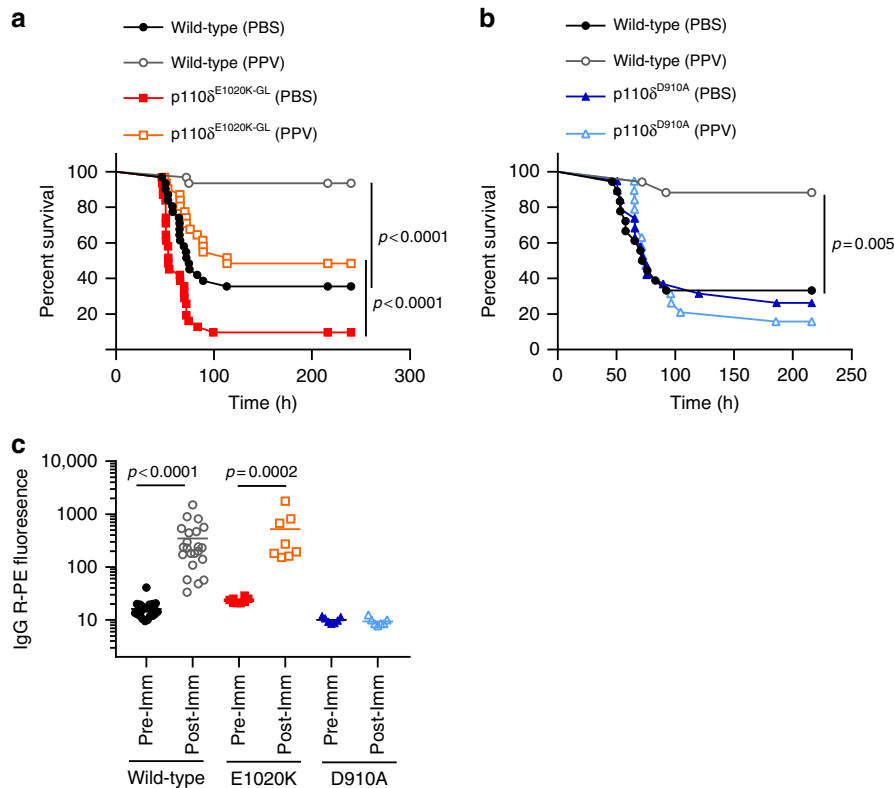 a
Wild-type (PBS)
Wild-type (PPV)
p110δE1020K-GL (PBS)
p110δE1020K-GL (PPV)
Percent survival
100
80
60
40
20
0
100
200
300
Time (h)
p<0.0001
p<0.0001
b
Wild-type (PBS)
Wild-type (PPV)
p110δD910A (PBS)
p110δD910A (PPV)
Percent survival
100
80
60
40
20
0
0
50
100
150
200
250
Time (h)
p=0.005
c
IgG R-PE fluoresence
10,000
1000
100
10
p<0.0001
p=0.0002
Pre-Imm
Post-Imm
Pre-Imm
Post-Imm
Pre-Imm
Post-Imm
Wild-type
E1020K
D910A